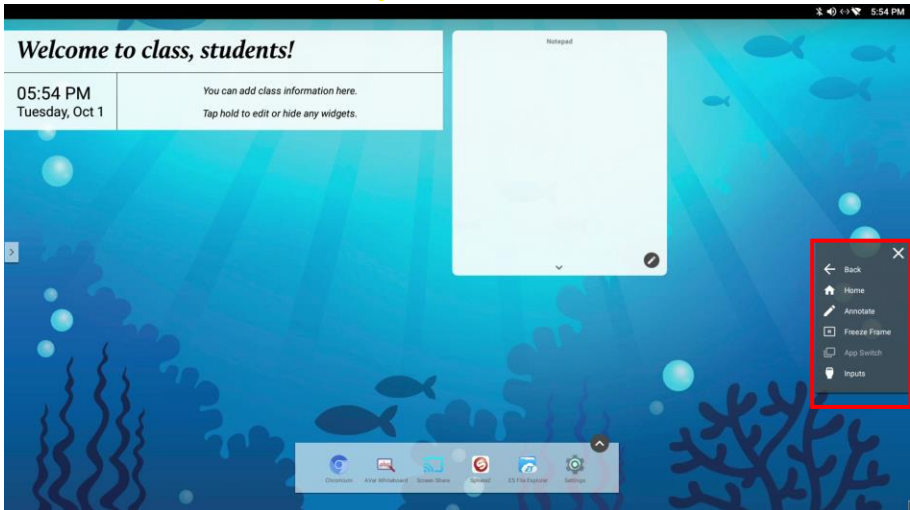 5:54 PM
Welcome to class, students!
05:54 PM
Tuesday, Oct 1
You can add class information here.
Tap hold to edit or hide any widgets.
Notepad
Back
Home
Annotate
Freeze Frame
App Switch
Inputs
Chromium
AVer Whiteboard
Screen Share
ES File Explorer
Settings